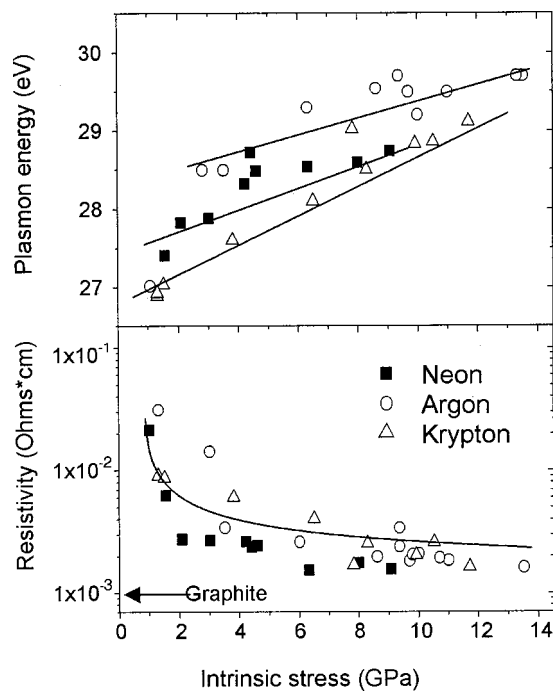 30
29
28
27
Plasmon energy (eV)
1x10⁻¹
1x10⁻²
1x10⁻³
Resistivity (Ohms*cm)
Neon
Argon
Krypton
Graphite
0 2 4 6 8 10 12 14
Intrinsic stress (GPa)